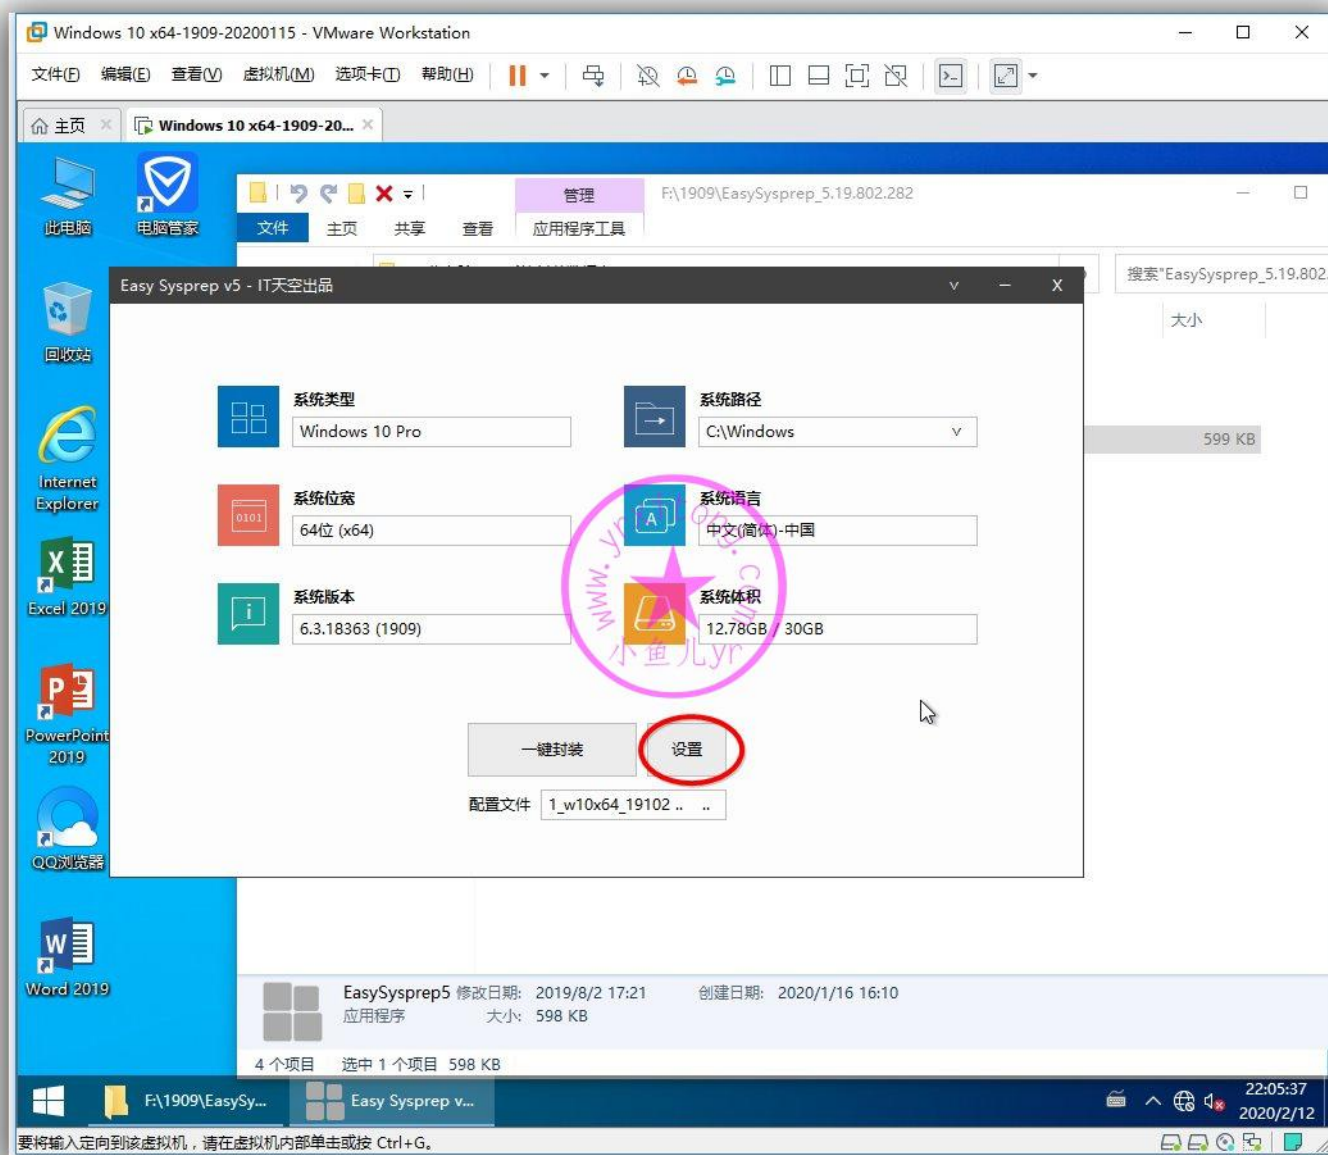 Windows 10 x64-1909-20200115 - VMware Workstation
文件(F) 编辑(E) 查看(V) 虚拟机(M) 选项卡(T) 帮助(H)
主页 Windows 10 x64-1909-20...
此电脑
电脑管家
回收站
Internet
Explorer
Excel 2019
PowerPoint
2019
QQ浏览器
Word 2019
管理 F:\1909\EasySysprep_5.19.802.282
文件 主页 共享 查看 应用程序工具
搜索"EasySysprep_5.19.802.
大小
599 KB
Easy Sysprep v5 - IT天空出品
系统类型
Windows 10 Pro
系统路径
C:\Windows
系统位宽
0101
64位 (x64)
系统语言
A
中文(简体)-中国
系统版本
i
6.3.18363 (1909)
系统体积
12.78GB / 30GB
小鱼儿yr
一键封装 设置
配置文件 1_w10x64_19102 .. ..
EasySysprep5 修改日期: 2019/8/2 17:21 创建日期: 2020/1/16 16:10
应用程序 大小: 598 KB
4 个项目 选中 1 个项目 598 KB
F:\1909\EasySy... Easy Sysprep v...
22:05:37
2020/2/12
要将输入定向到该虚拟机，请在虚拟机内部单击或按 Ctrl+G。